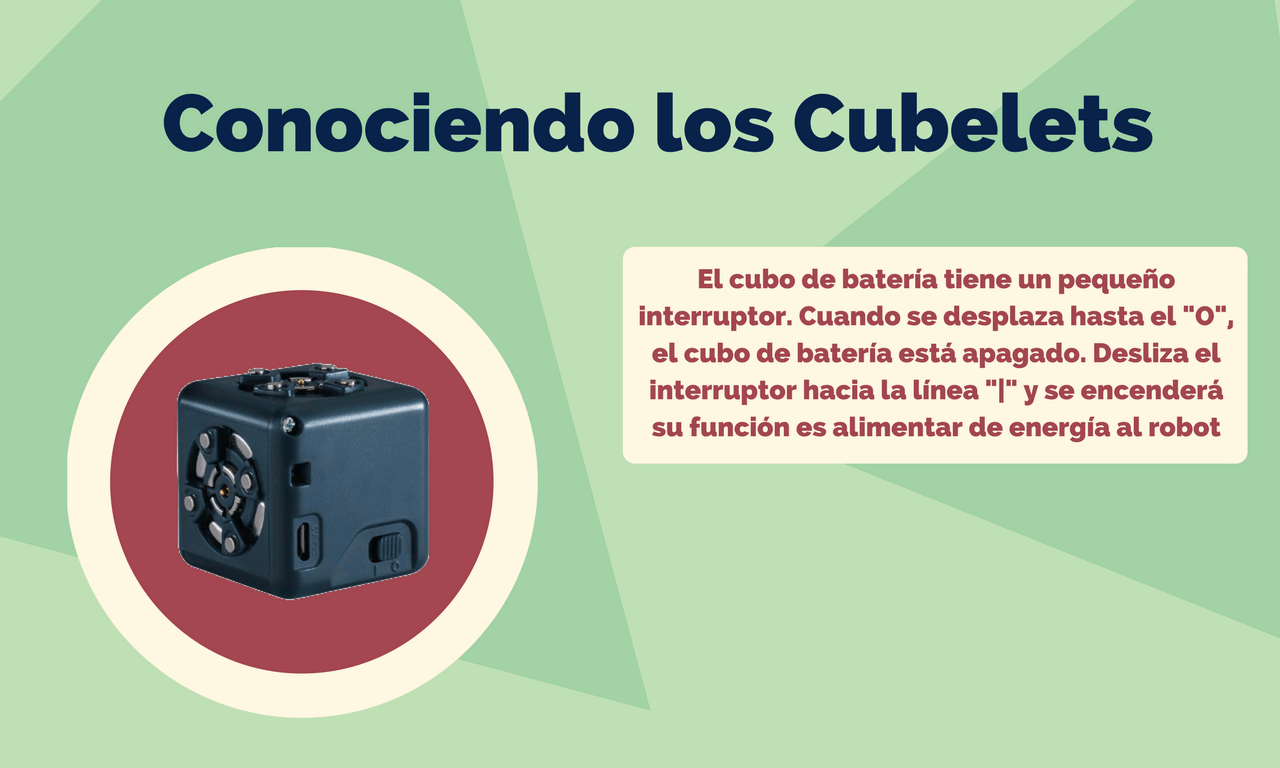 Conociendo los Cubelets
El cubo de batería tiene un pequeño
interruptor. Cuando se desplaza hasta el "O",
el cubo de batería está apagado. Desliza el
interruptor hacia la línea "|" y se encenderá
su función es alimentar de energía al robot